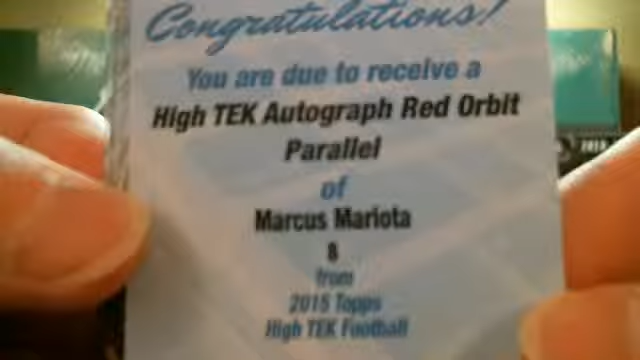 Congratulations!
You are due to receive a
High TEK Autograph Red Orbit
Parallel
of
Marcus Mariota
8
from
2015 Topps
High TEK Football